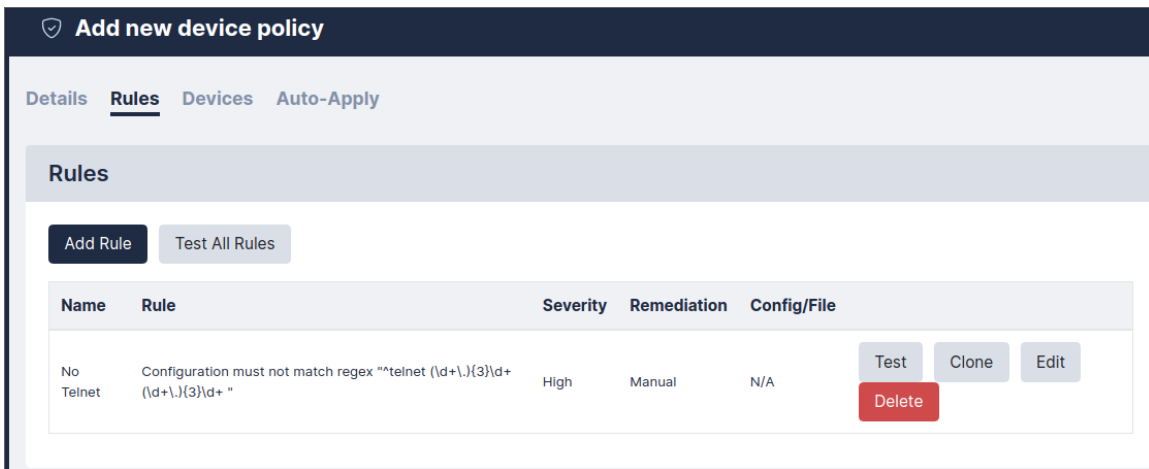 Add new device policy
Details Rules Devices Auto-Apply
Rules
Add Rule Test All Rules
Name Rule Severity Remediation Config/File
No Telnet
Configuration must not match regex "^telnet (\d+\.){3}\d+
(\d+\.){3}\d+ "
High Manual N/A
Test Clone Edit
Delete